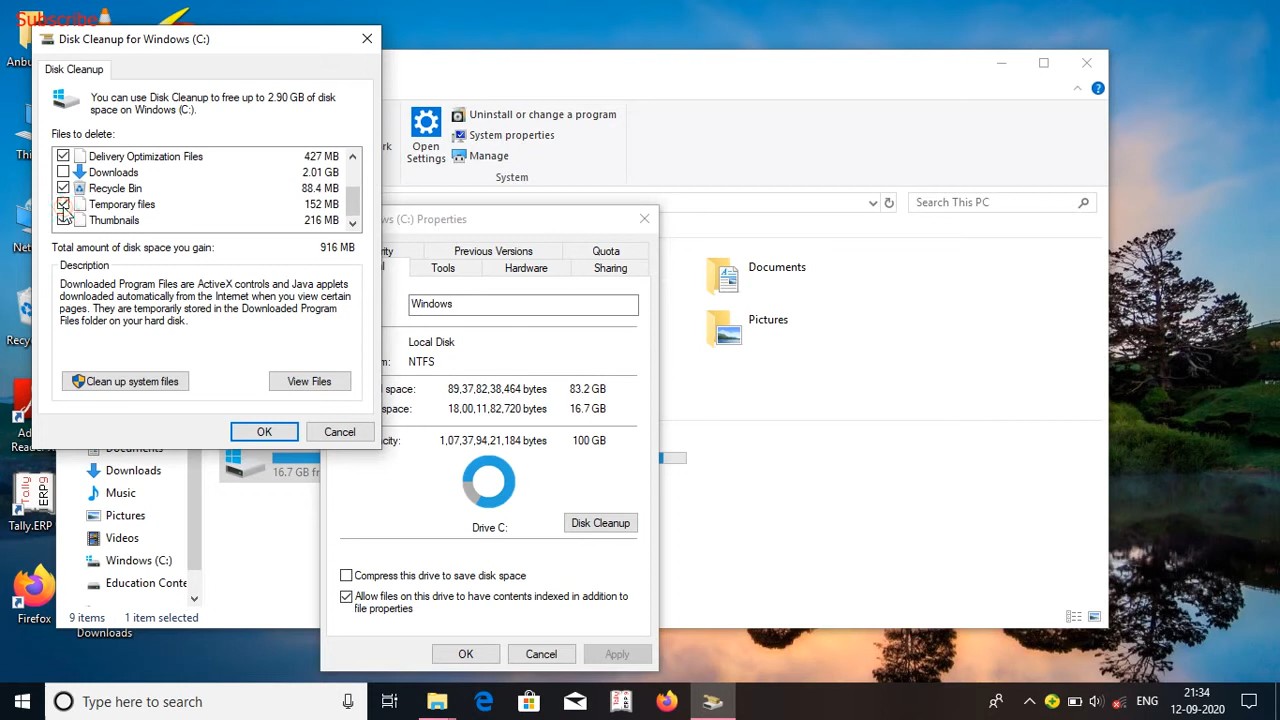 Subscribe
Anbu
Disk Cleanup for Windows (C:)
Disk Cleanup
You can use Disk Cleanup to free up to 2.90 GB of disk
space on Windows (C:).
Files to delete:
Delivery Optimization Files 427 MB
Downloads 2.01 GB
Recycle Bin 88.4 MB
Temporary files 152 MB
Thumbnails 216 MB
Total amount of disk space you gain: 916 MB
Description
Downloaded Program Files are ActiveX controls and Java applets
downloaded automatically from the Internet when you view certain
pages. They are temporarily stored in the Downloaded Program
Files folder on your hard disk.
Clean up system files
View Files
OK
Cancel
rk
Open
Settings
Uninstall or change a program
System properties
Manage
System
Search This PC
Documents
Pictures
ws (C:) Properties
Previous Versions
Quota
Tools
Hardware
Sharing
Windows
Local Disk
NTFS
space: 89,37,82,38,464 bytes 83.2 GB
space: 18,00,11,82,720 bytes 16.7 GB
1,07,37,94,21,184 bytes 100 GB
Drive C:
Disk Cleanup
Compress this drive to save disk space
Allow files on this drive to have contents indexed in addition to
file properties
OK
Cancel
Apply
Documents
Downloads
Music
Pictures
Videos
Windows (C:)
Education Conte
16.7 GB fr
9 items
1 item selected
Downloads
Thi
Net
Recyc
Ad
Reader
Tally
ERP9
Tally.ERP
Firefox
Type here to search
ENG
21:34
12-09-2020